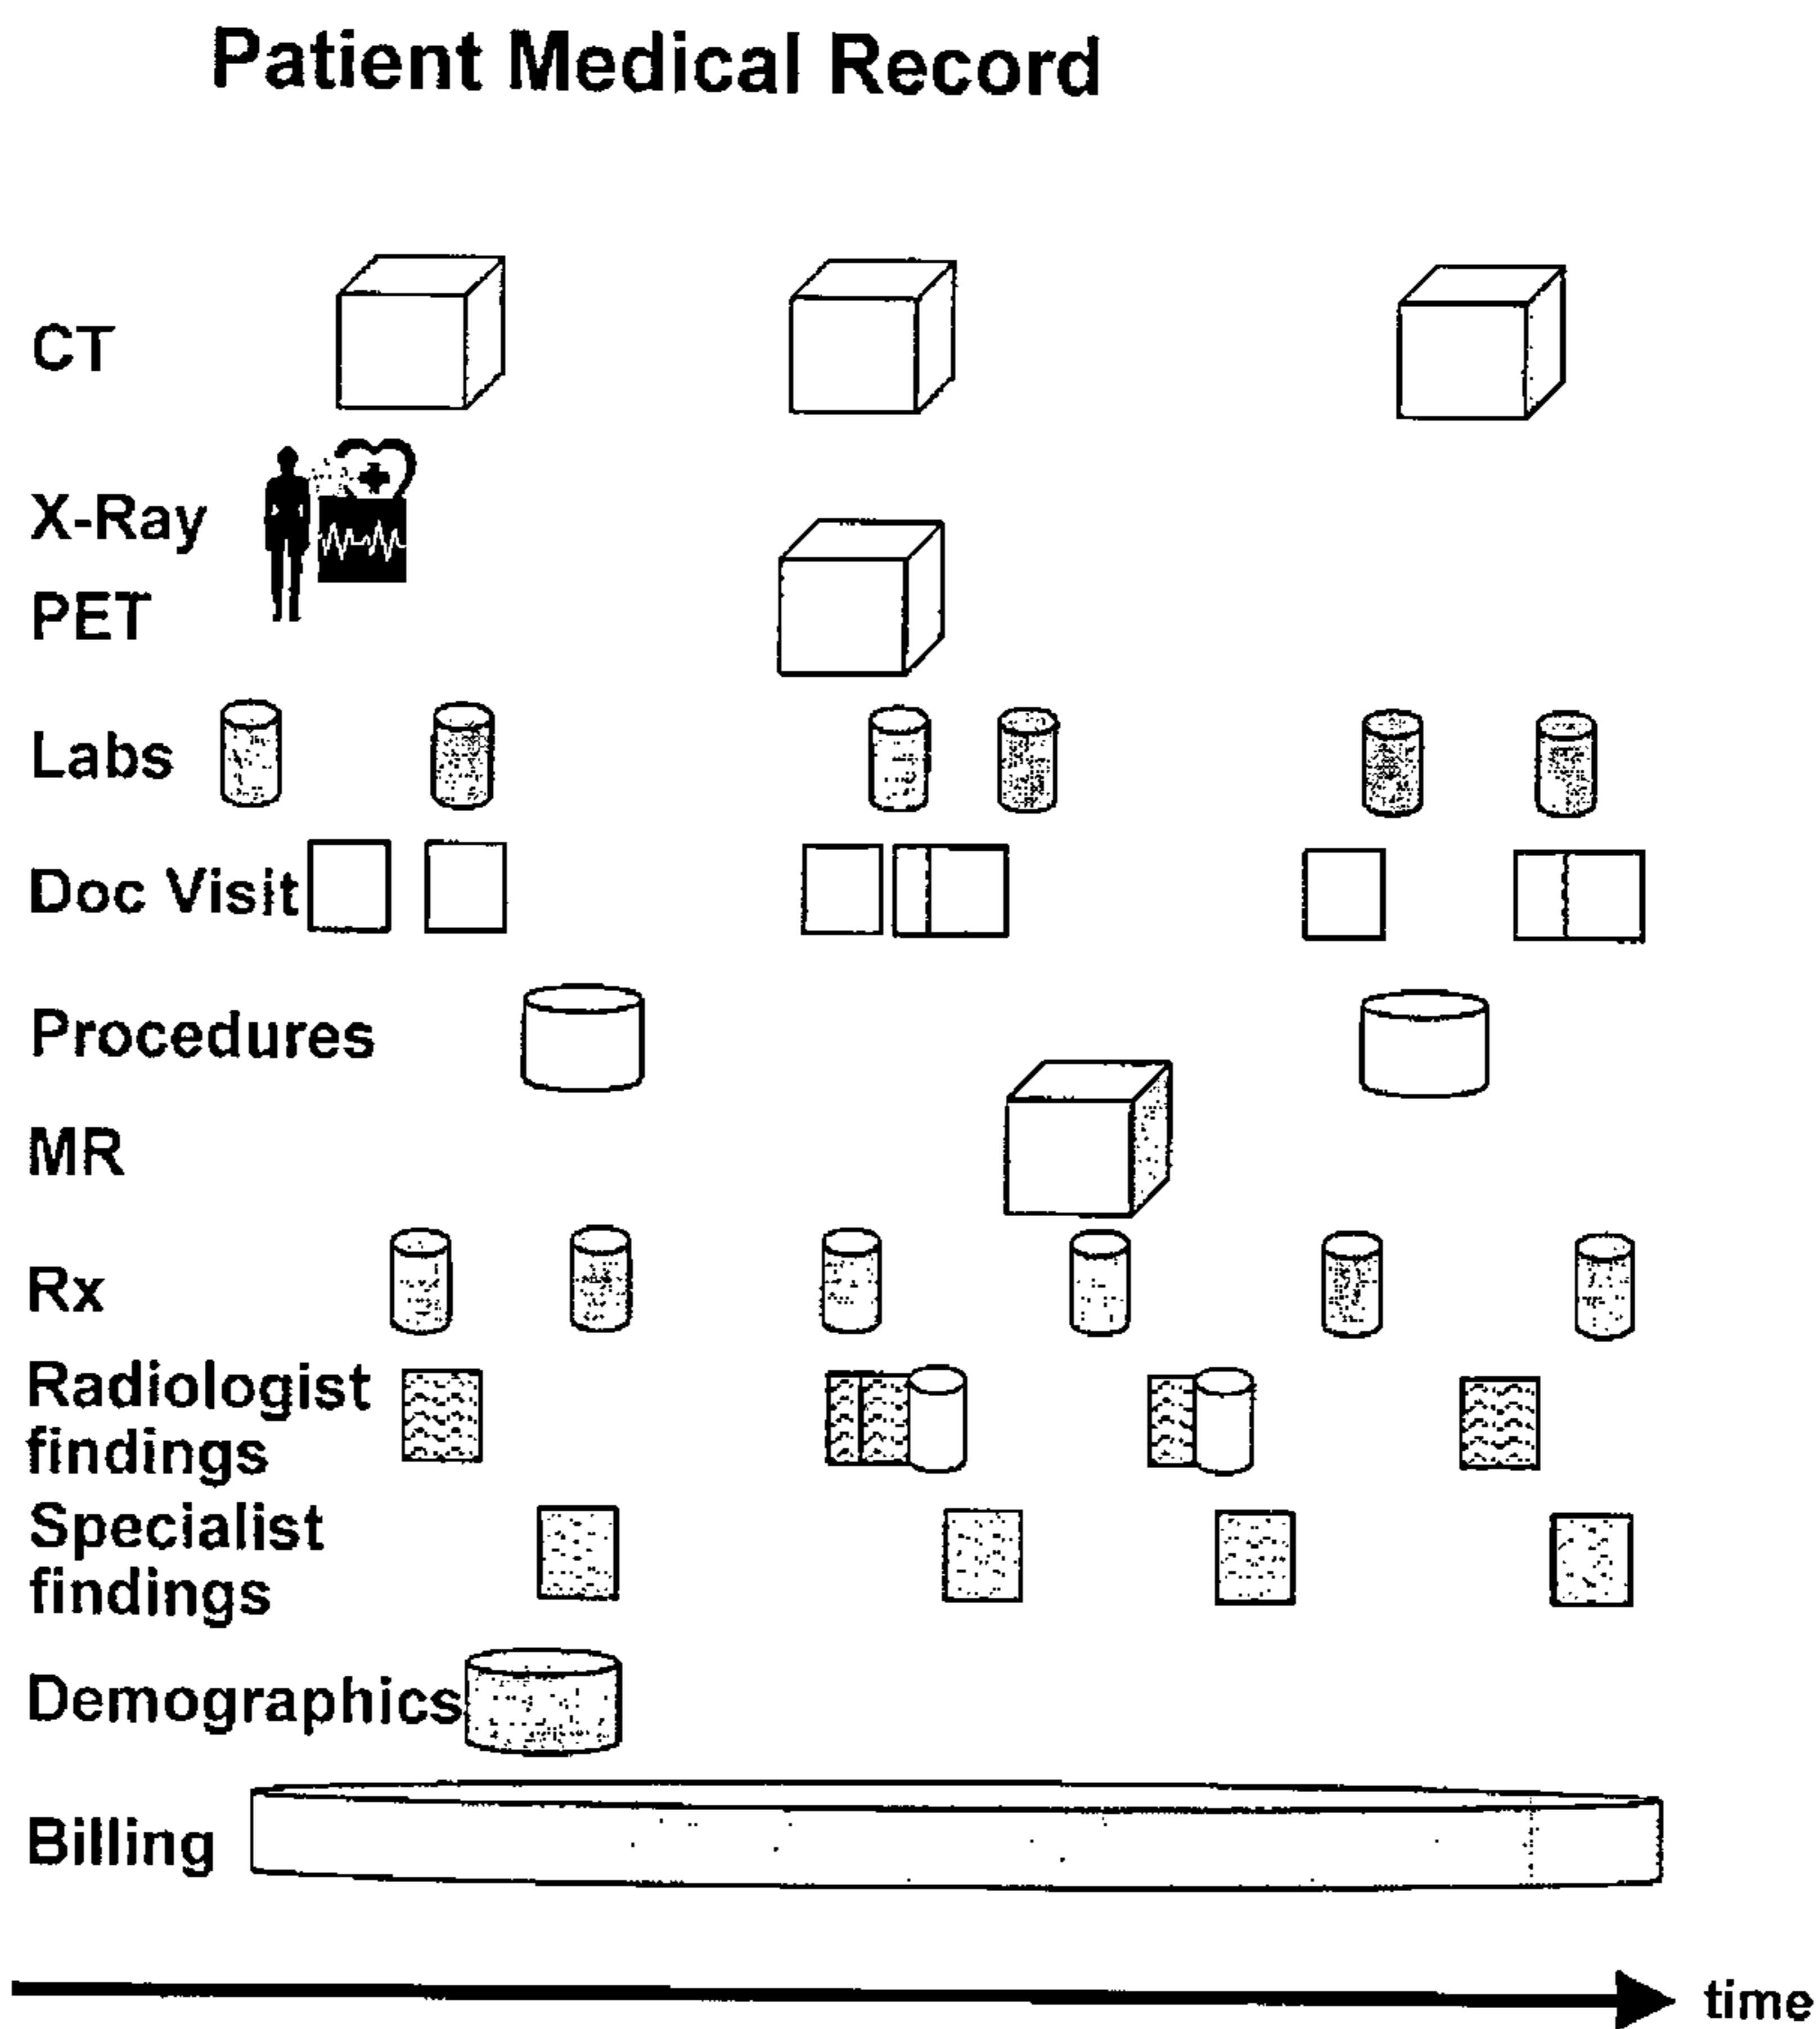 Patient Medical Record
CT
X-Ray
PET
Labs
Doc Visit
Procedures
MR
Rx
Radiologist
findings
Specialist
findings
Demographics
Billing
time